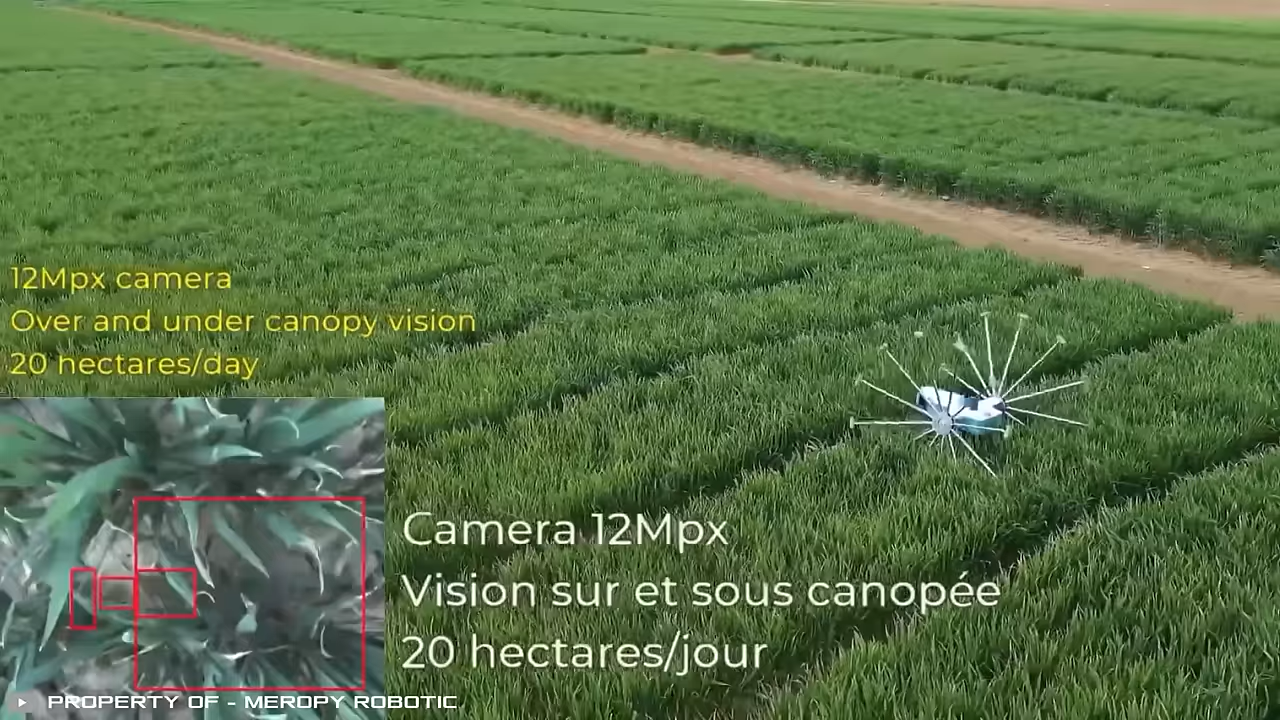 12Mpx camera
Over and under canopy vision
20 hectares/day
Camera 12Mpx
Vision sur et sous canopée
20 hectares/jour
PROPERTY OF - MEROPY ROBOTIC